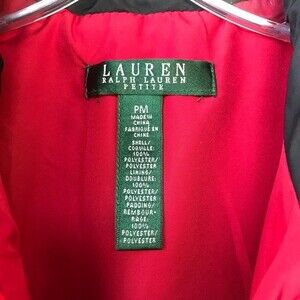 LAUREN
RALPH LAUREN
PETITE
PM
MADE IN
CHINA
FABRIQUÉ EN
CHINE
SHELL/
COQUILLE:
100%
POLYESTER/
POLYESTER
LINING/
DOUBLURE:
100%
POLYESTER/
POLYESTER
PADDING/
REMBOUR-
RAGE: 100%
POLYESTER/
POLYESTER